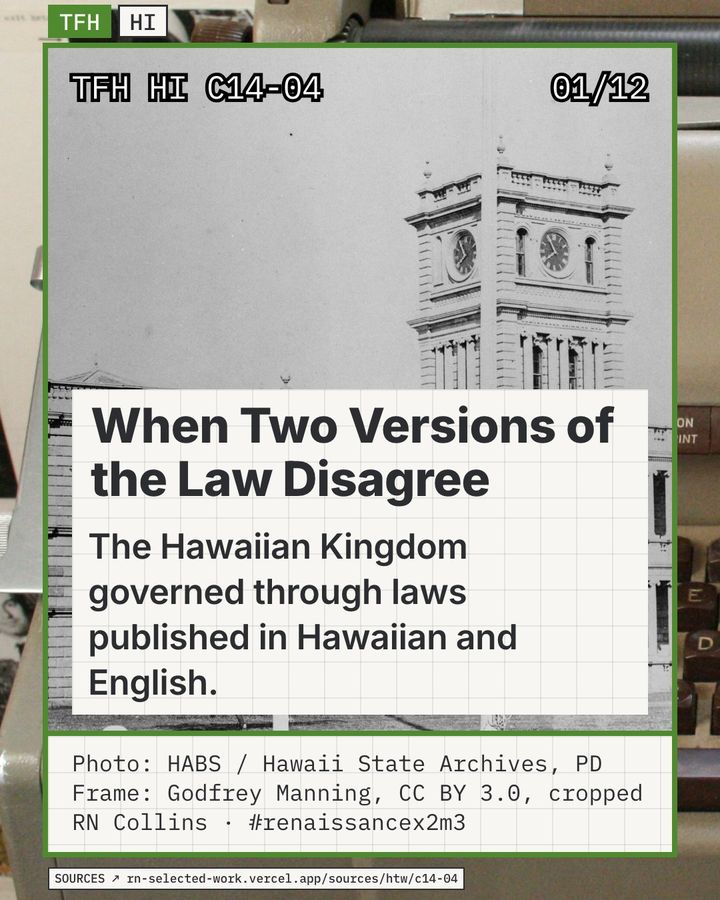 TFH HI
TFH HI C14-04 01/12
When Two Versions of
the Law Disagree
The Hawaiian Kingdom
governed through laws
published in Hawaiian and
English.
Photo: HABS / Hawaii State Archives, PD
Frame: Godfrey Manning, CC BY 3.0, cropped
RN Collins · #renaissancex2m3
SOURCES ↗ rn-selected-work.vercel.app/sources/htw/c14-04
ON
INT
E
D